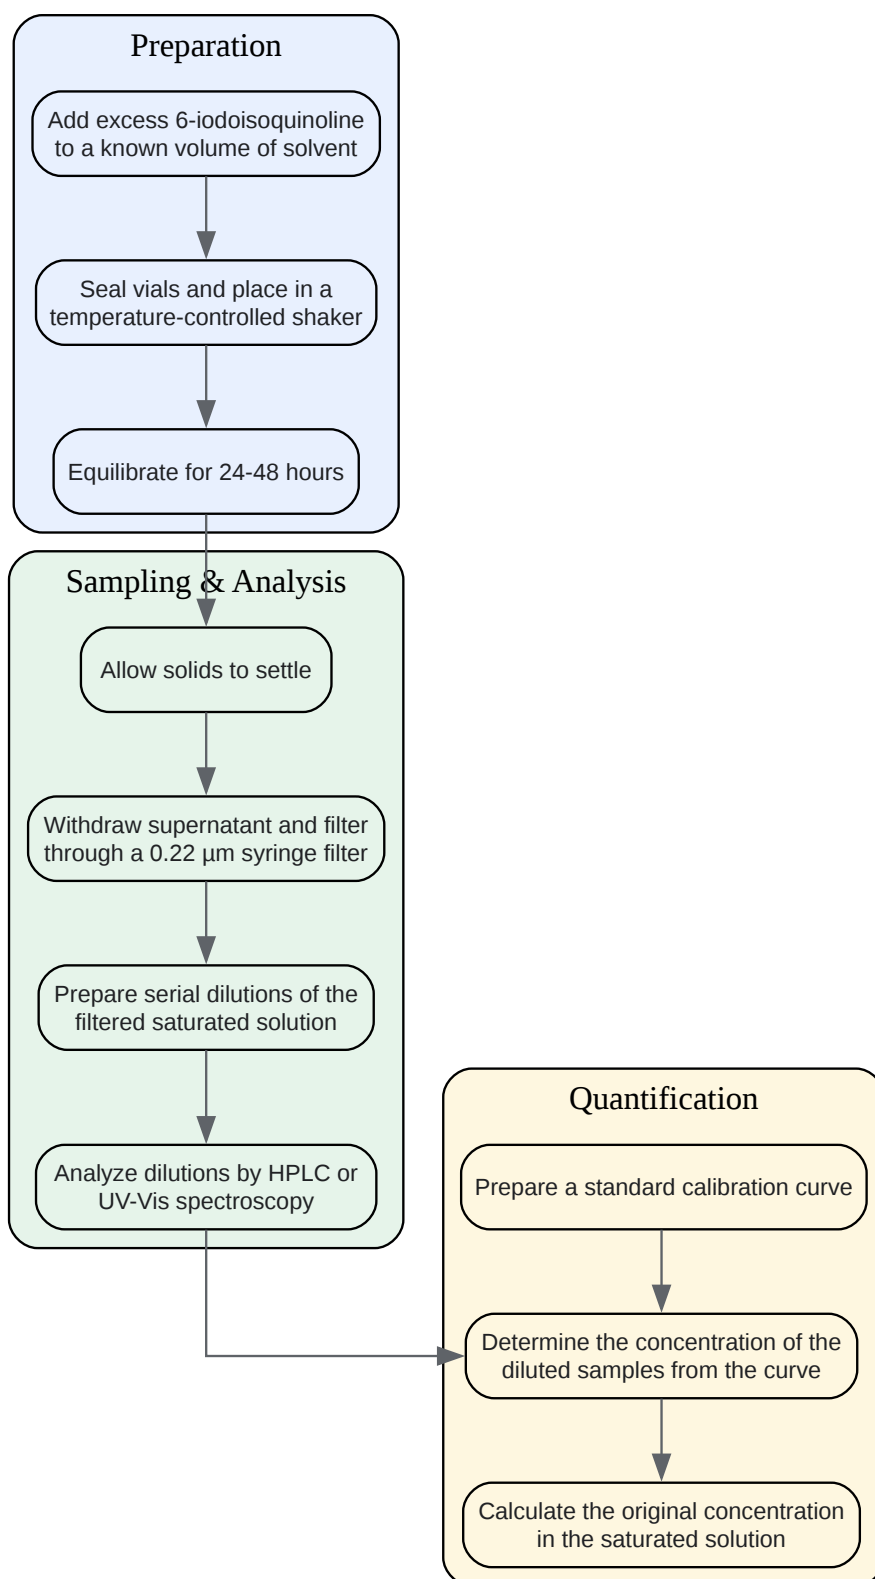 Preparation
Add excess 6-iodoisoquinoline
to a known volume of solvent
Seal vials and place in a
temperature-controlled shaker
Equilibrate for 24-48 hours
Sampling & Analysis
Allow solids to settle
Withdraw supernatant and filter
through a 0.22 µm syringe filter
Prepare serial dilutions of the
filtered saturated solution
Analyze dilutions by HPLC or
UV-Vis spectroscopy
Quantification
Prepare a standard calibration curve
Determine the concentration of the
diluted samples from the curve
Calculate the original concentration
in the saturated solution